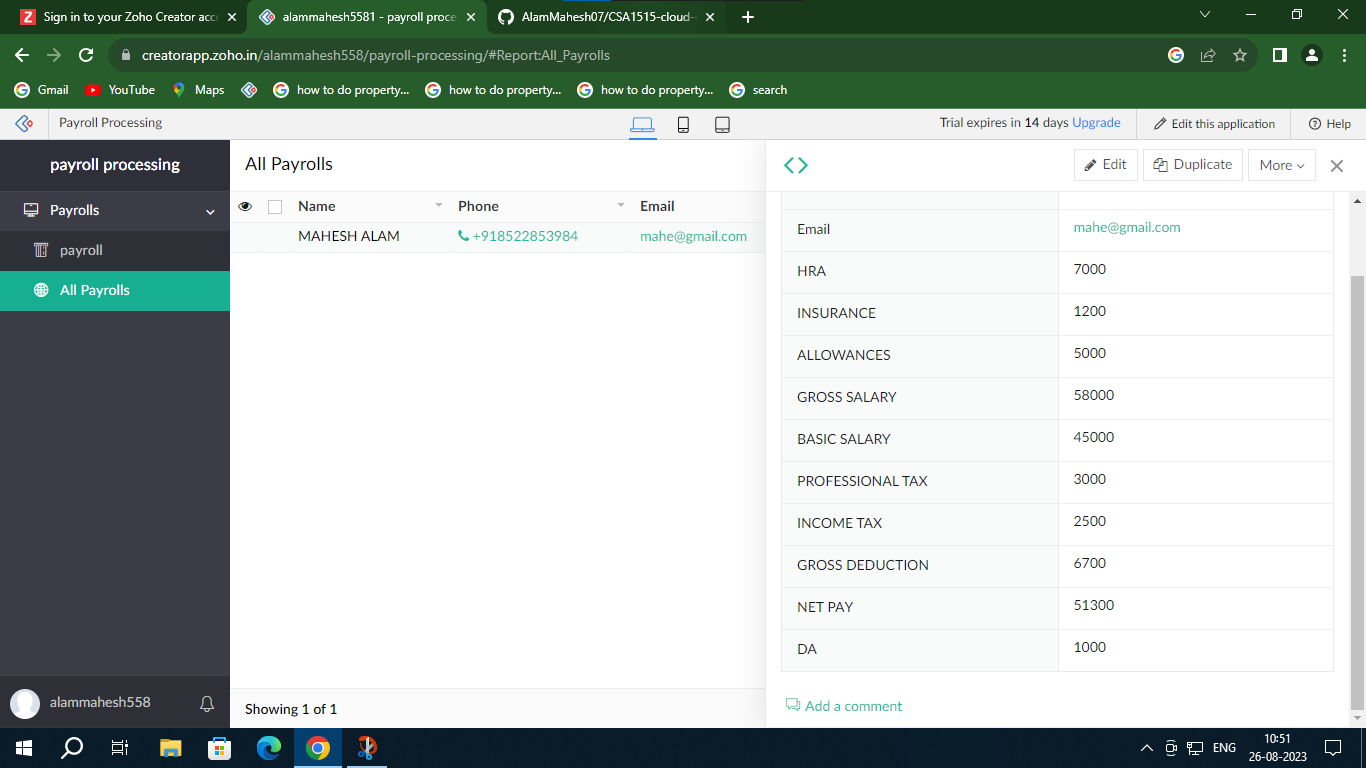 Sign in to your Zoho Creator acc
alammahesh5581 - payroll proce
AlamMahesh07/CSA1515-cloud-
creatorapp.zoho.in/alammahesh558/payroll-processing/#Report:All_Payrolls
Gmail
YouTube
Maps
how to do property...
how to do property...
how to do property...
search
Payroll Processing
Trial expires in 14 days Upgrade
Edit this application
Help
payroll processing
Payrolls
payroll
All Payrolls
alammahesh558
All Payrolls
Name Phone Email
MAHESH ALAM +918522853984 mahe@gmail.com
Showing 1 of 1
Edit
Duplicate
More
Email mahe@gmail.com
HRA 7000
INSURANCE 1200
ALLOWANCES 5000
GROSS SALARY 58000
BASIC SALARY 45000
PROFESSIONAL TAX 3000
INCOME TAX 2500
GROSS DEDUCTION 6700
NET PAY 51300
DA 1000
Add a comment
ENG
10:51
26-08-2023